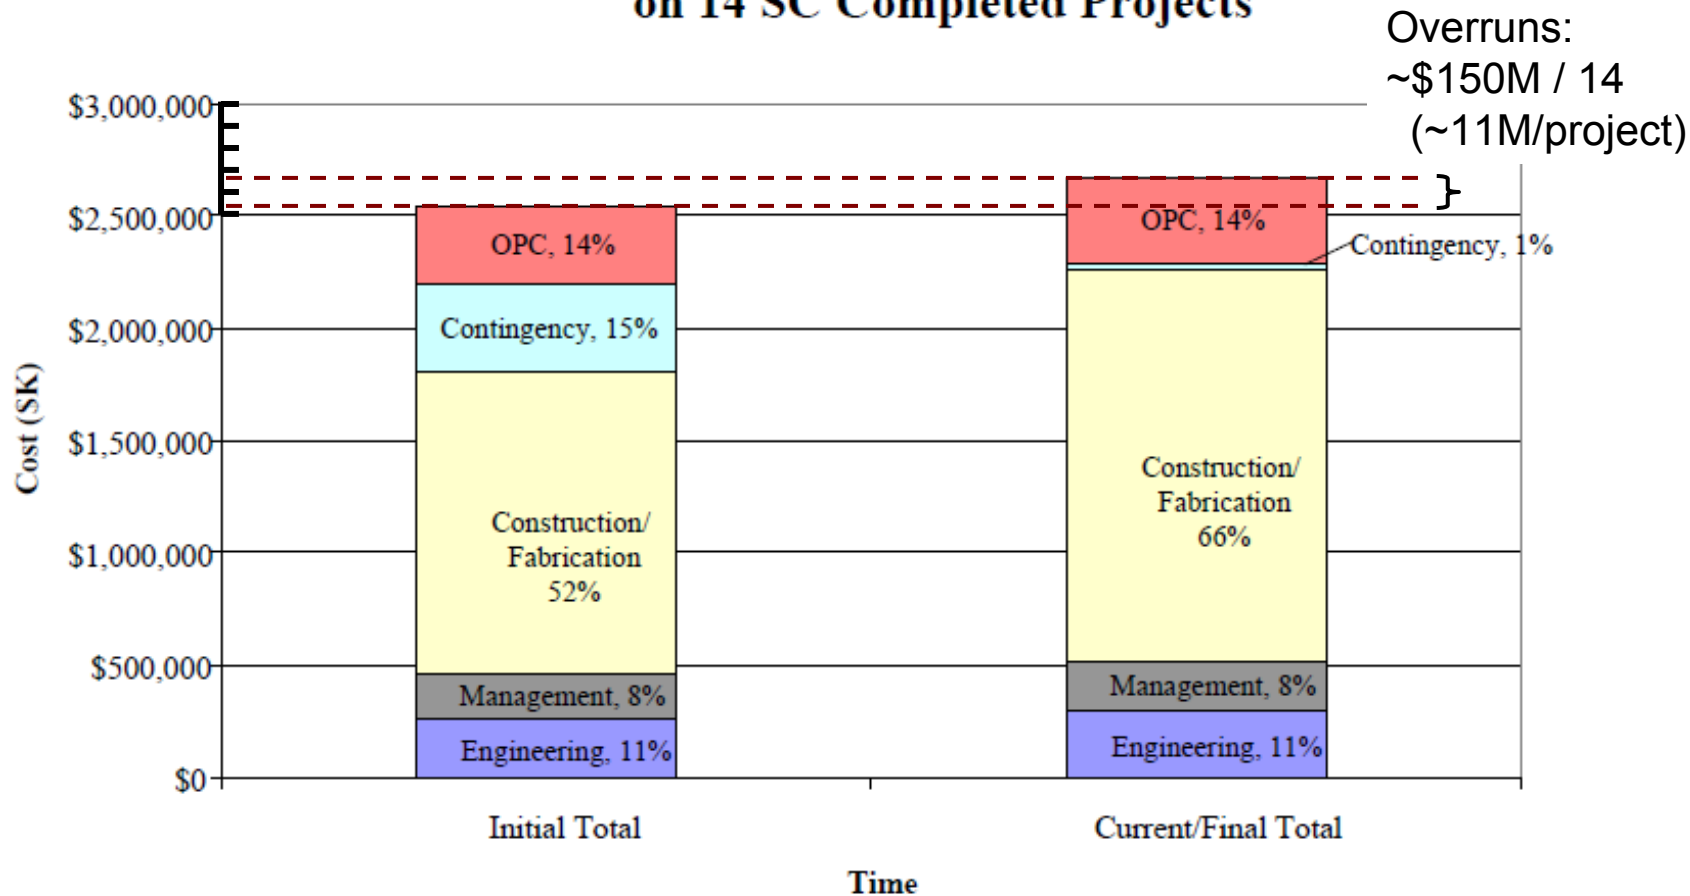 on 14 SC Completed Projects
Overruns:
~$150M / 14
(~11M/project)
$3,000,000
$2,500,000
$2,000,000
$1,500,000
$1,000,000
$500,000
$0
Cost ($K)
OPC, 14%
Contingency, 15%
Construction/
Fabrication
52%
Management, 8%
Engineering, 11%
OPC, 14%
Contingency, 1%
Construction/
Fabrication
66%
Management, 8%
Engineering, 11%
Initial Total
Current/Final Total
Time